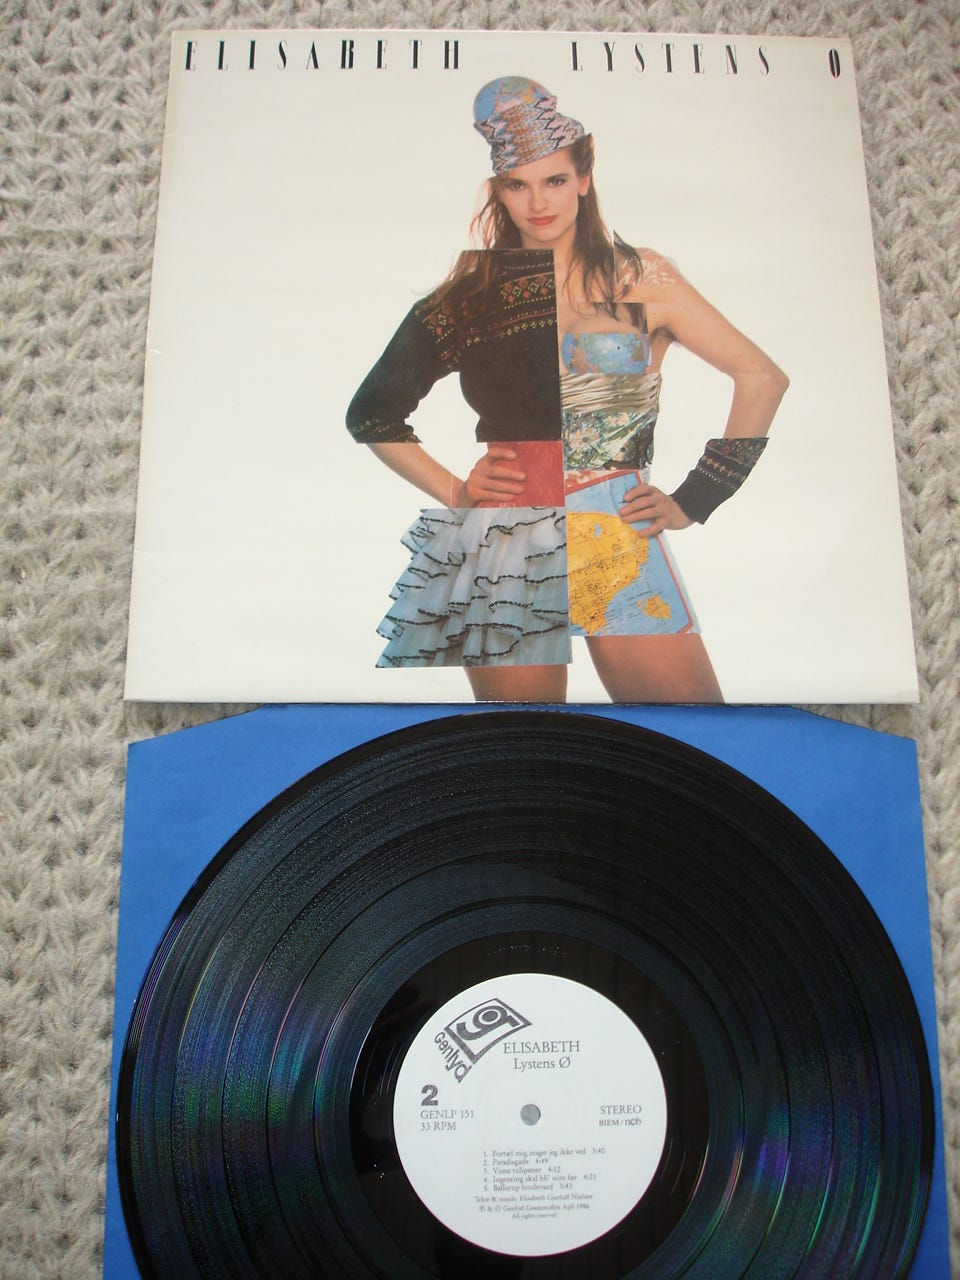 ELISABETH LYSTENS Ø
Genlyd
ELISABETH
Lystens Ø
2
GENLP 151
33 RPM
STEREO
BIEM/ncb
1. Fortæl mig noget jeg ikke ved 3:40
2. Paradisgade 4:49
3. Visne tulipaner 4:12
4. Ingenting skal bli' som før 4:21
5. Ballerup boulevard 3:43
Tekst & musik: Elisabeth Gjerluff Nielsen
℗ & © Genlyd Grammofon ApS 1986
All rights reserved